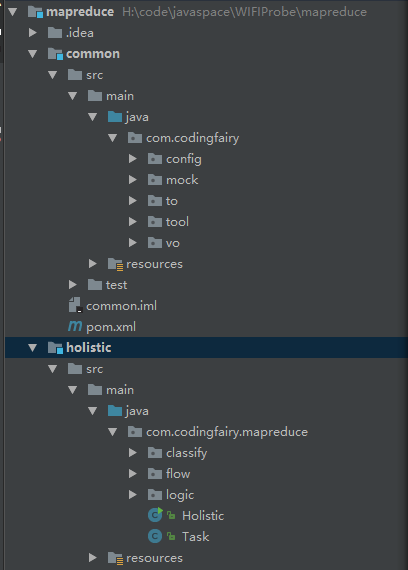 mapreduce H:\code\javaspace\WIFIProbe\mapreduce
.idea
common
src
main
java
com.codingfairy
config
mock
to
tool
vo
resources
test
common.iml
pom.xml
holistic
src
main
java
com.codingfairy.mapreduce
classify
flow
logic
Holistic
Task
resources